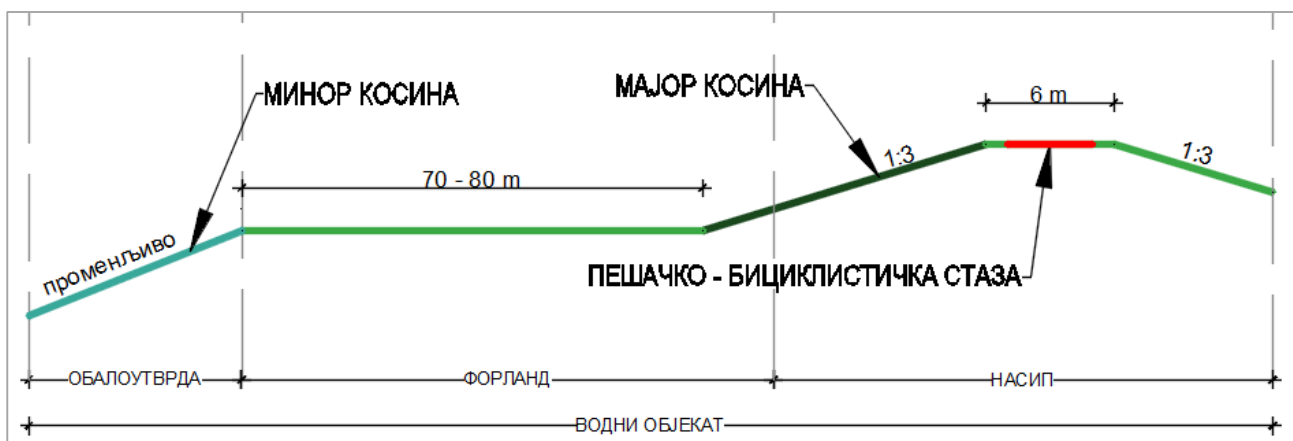 МИНОР КОСИНА
МАЈОР КОСИНА
6 m
1:3
1:3
70 - 80 m
променљиво
ПЕШАЧКО - БИЦИКЛИСТИЧКА СТАЗА
ОБАЛОУТВРДА
ФОРЛАНД
НАСИП
ВОДНИ ОБЈЕКАТ